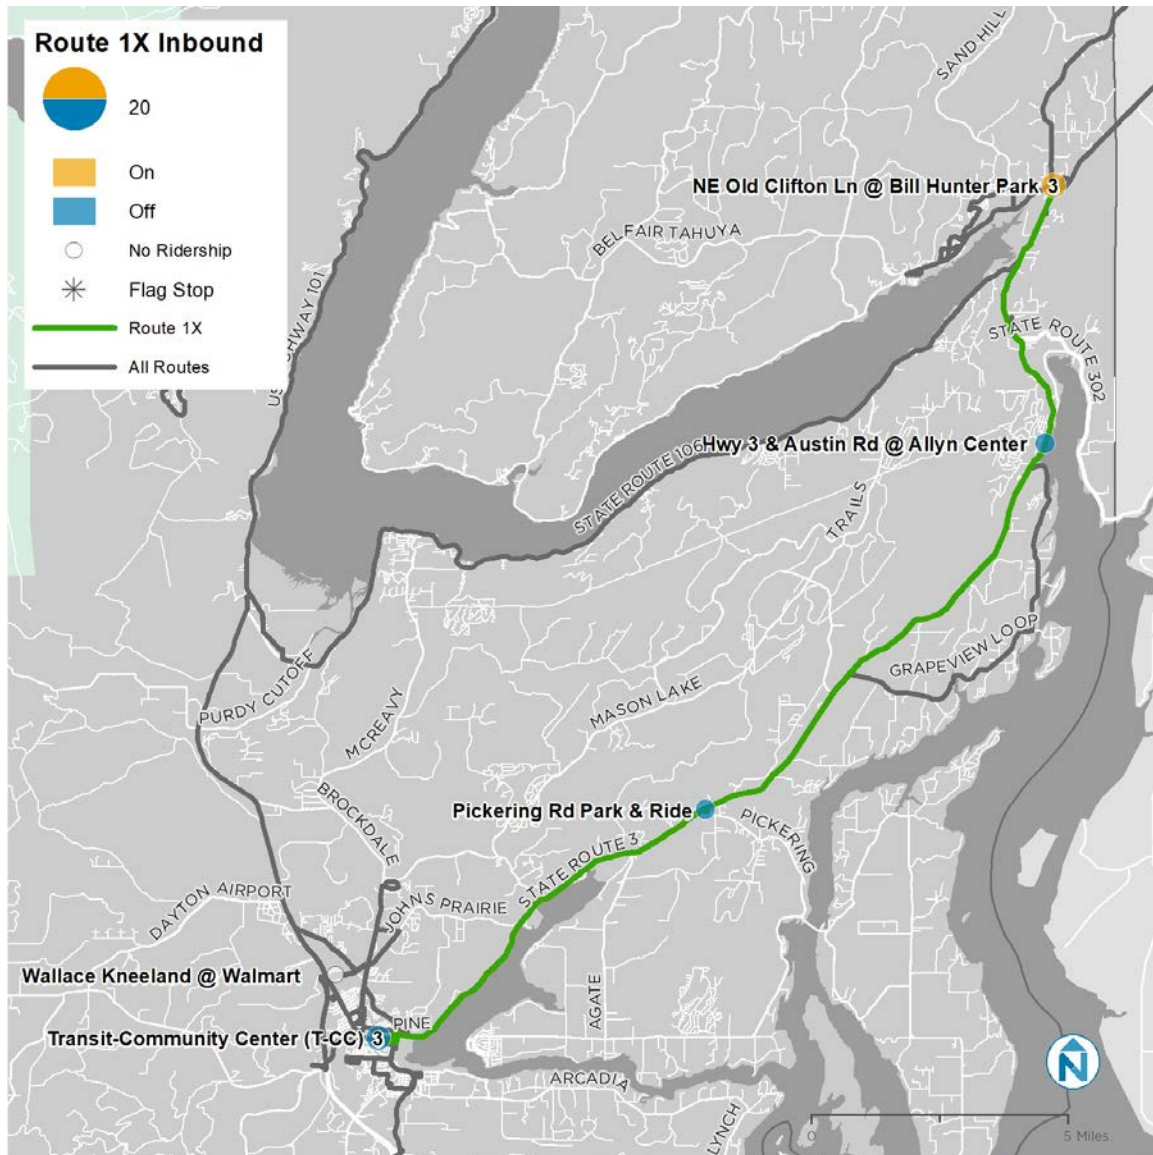 Route 1X Inbound
20
On
Off
No Ridership
Flag Stop
Route 1X
All Routes
SAND HILL
NE Old Clifton Ln @ Bill Hunter Park 3
BELFAIR TAHUYA
US HIGHWAY 101
STATE ROUTE 302
Hwy 3 & Austin Rd @ Allyn Center
STATE ROUTE 106
TRAILS
GRAPEVIEW LOOP
PURDY CUTOFF
MCREAVY
MASON LAKE
BROCKDALE
Pickering Rd Park & Ride
PICKERING
STATE ROUTE 3
DAYTON AIRPORT
JOHNS PRAIRIE
Wallace Kneeland @ Walmart
AGATE
PINE
Transit-Community Center (T-CC) 3
ARCADIA
LYNCH
N
0
5 Miles